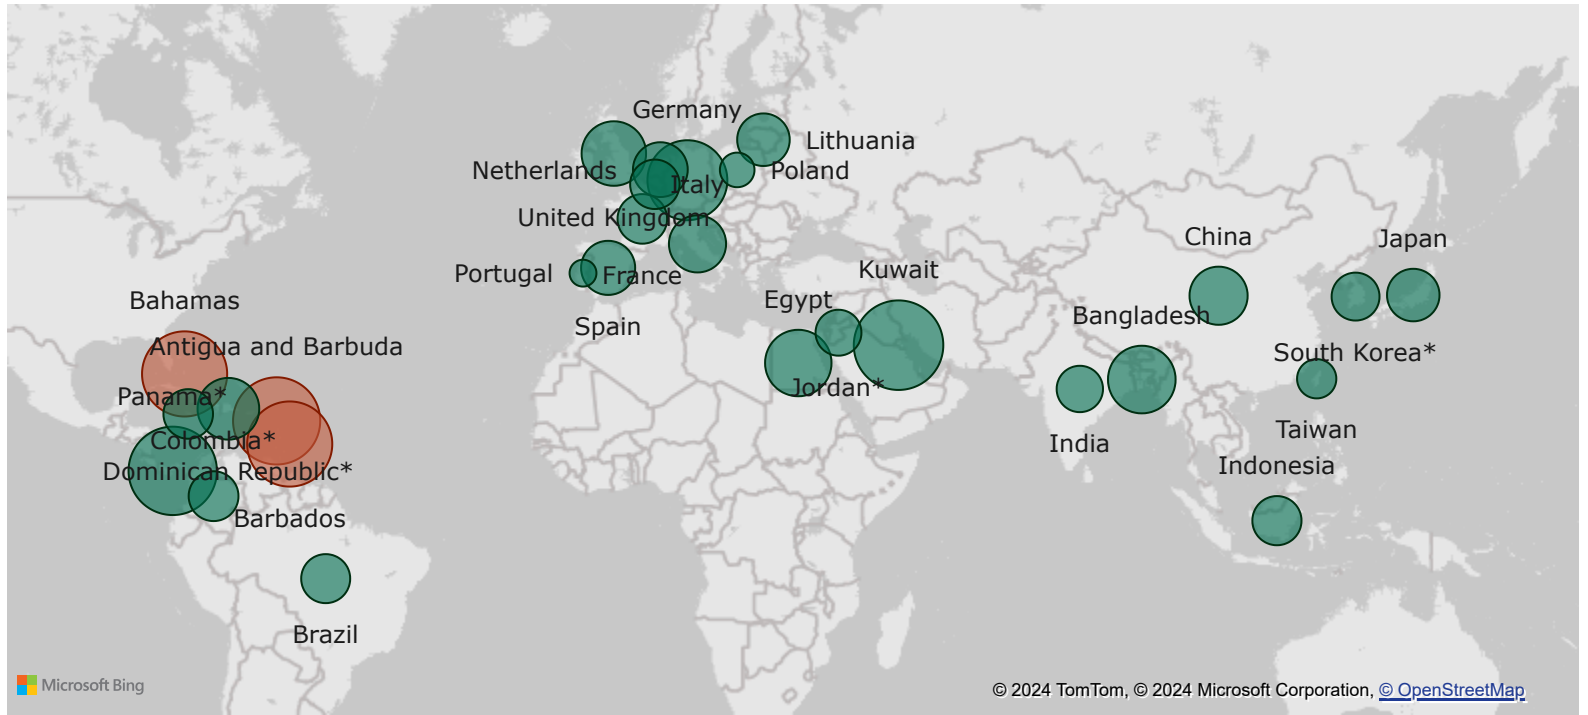 Germany
Lithuania
Netherlands
Poland
Italy
United Kingdom
China
Japan
Portugal
France
Kuwait
Egypt
Bahamas
Bangladesh
Spain
Antigua and Barbuda
South Korea*
Jordan*
Panama*
Taiwan
Colombia*
India
Indonesia
Dominican Republic*
Barbados
Brazil
Microsoft Bing
© 2024 TomTom, © 2024 Microsoft Corporation, © OpenStreetMap